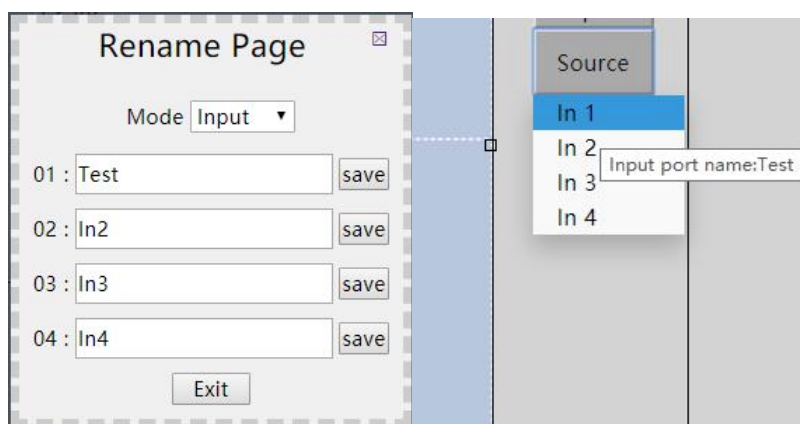 Rename Page
Mode Input
01 : Test save
02 : In2 save
03 : In3 save
04 : In4 save
Exit
Source
In 1
In 2
Input port name:Test
In 3
In 4